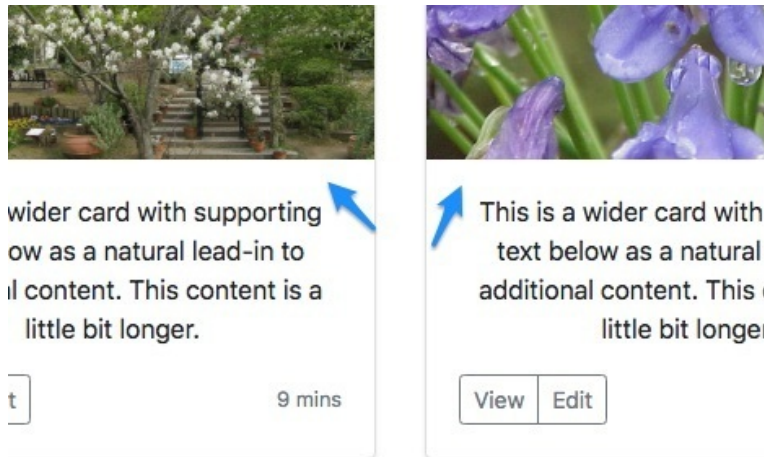 wider card with supporting
ow as a natural lead-in to
l content. This content is a
little bit longer.
t
9 mins
This is a wider card with
text below as a natural
additional content. This
little bit longer
View
Edit